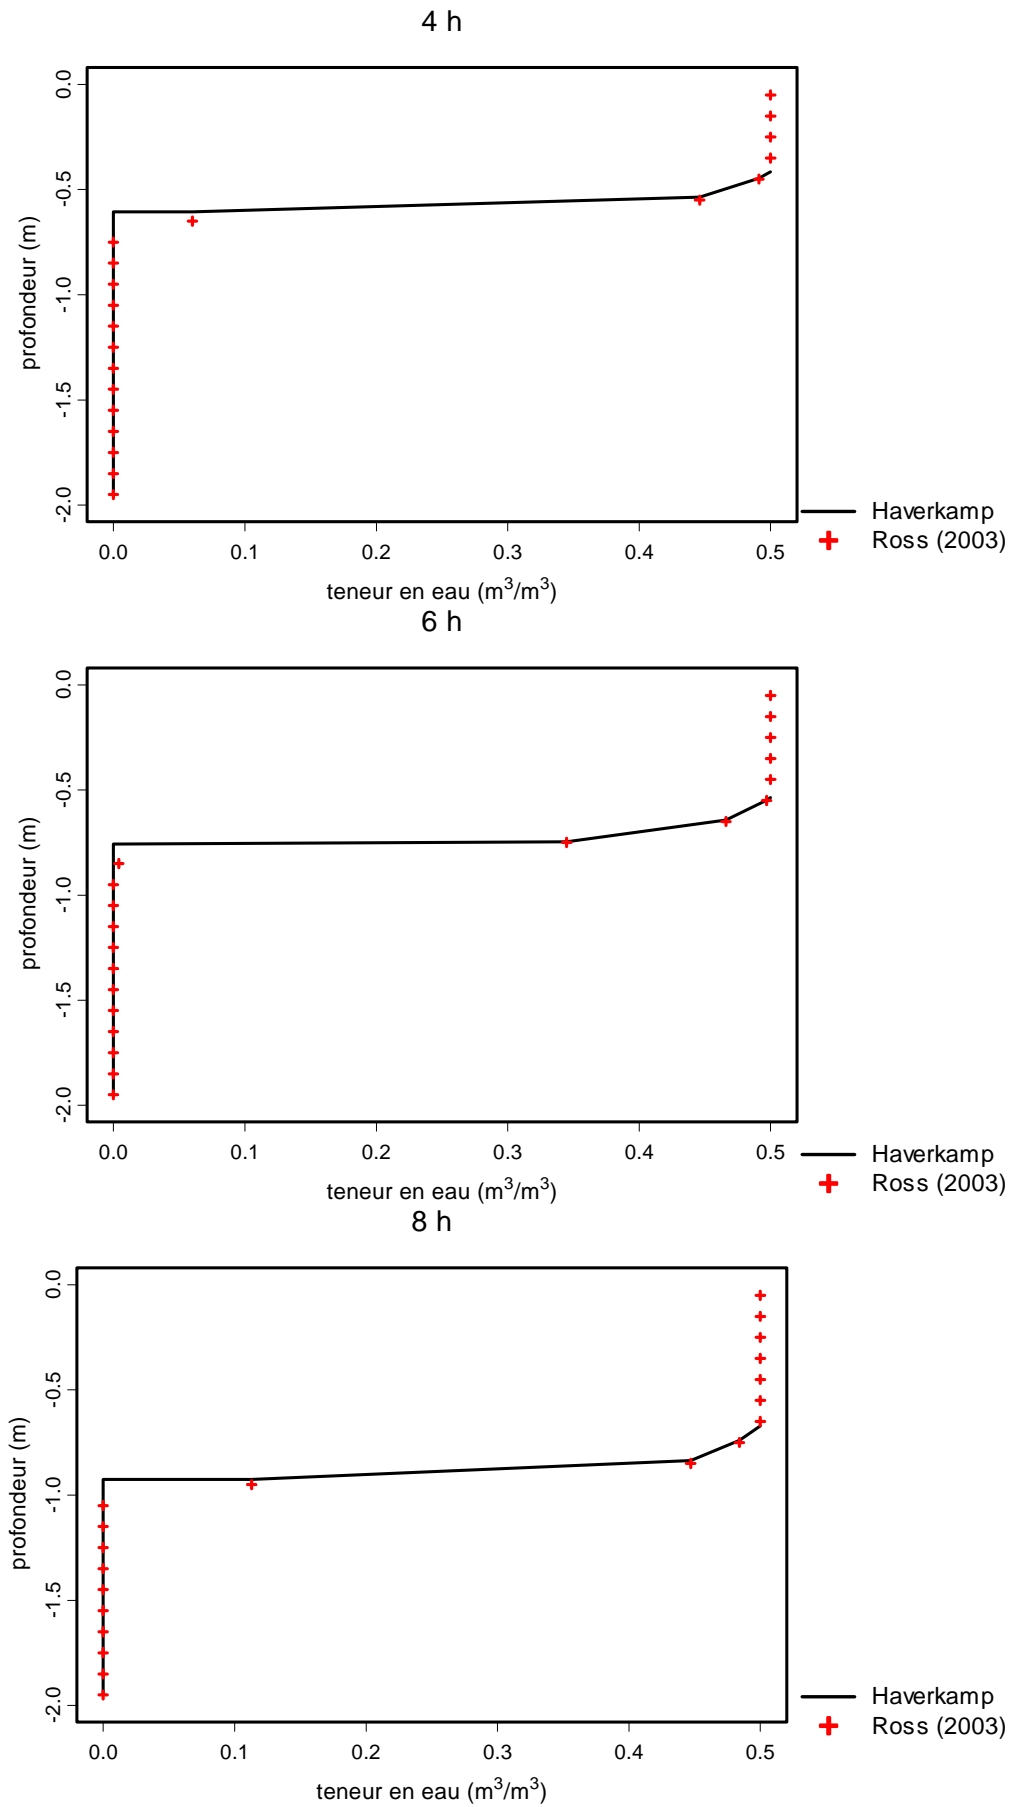 4 h
0.0
-0.5
-1.0
-1.5
-2.0
profondeur (m)
0.0 0.1 0.2 0.3 0.4 0.5
teneur en eau (m³/m³)
Haverkamp
Ross (2003)
6 h
0.0
-0.5
-1.0
-1.5
-2.0
profondeur (m)
0.0 0.1 0.2 0.3 0.4 0.5
teneur en eau (m³/m³)
Haverkamp
Ross (2003)
8 h
0.0
-0.5
-1.0
-1.5
-2.0
profondeur (m)
0.0 0.1 0.2 0.3 0.4 0.5
teneur en eau (m³/m³)
Haverkamp
Ross (2003)